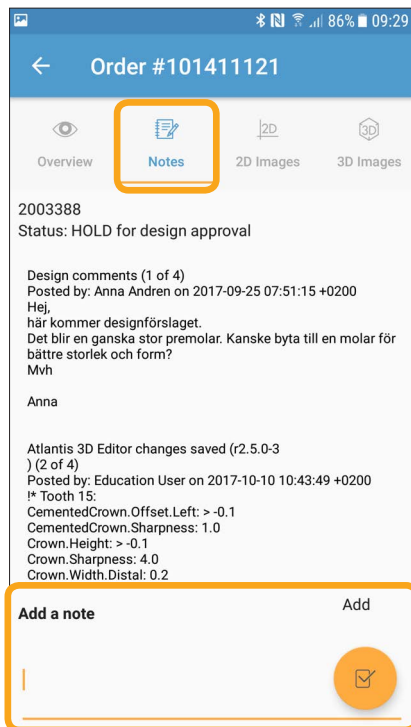 86% 09:29
Order #101411121
2D 3D
Overview Notes 2D Images 3D Images
2003388
Status: HOLD for design approval
Design comments (1 of 4)
Posted by: Anna Andren on 2017-09-25 07:51:15 +0200
Hej,
här kommer designförslaget.
Det blir en ganska stor premolar. Kanske byta till en molar för
bättre storlek och form?
Mvh
Anna
Atlantis 3D Editor changes saved (r2.5.0-3
) (2 of 4)
Posted by: Education User on 2017-10-10 10:43:49 +0200
!* Tooth 15:
CementedCrown.Offset.Left: > -0.1
CementedCrown.Sharpness: 1.0
Crown.Height: > -0.1
Crown.Sharpness: 4.0
Crown.Width.Distal: 0.2
Add a note
Add